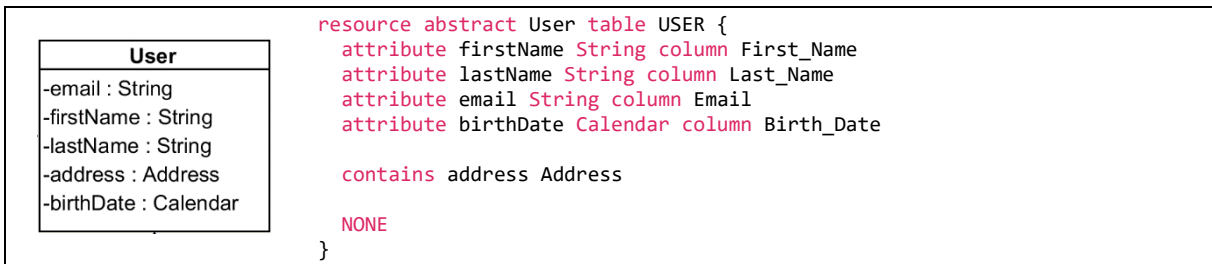 User
-email : String
-firstName : String
-lastName : String
-address : Address
-birthDate : Calendar
resource abstract User table USER {
attribute firstName String column First_Name
attribute lastName String column Last_Name
attribute email String column Email
attribute birthDate Calendar column Birth_Date
contains address Address
NONE
}